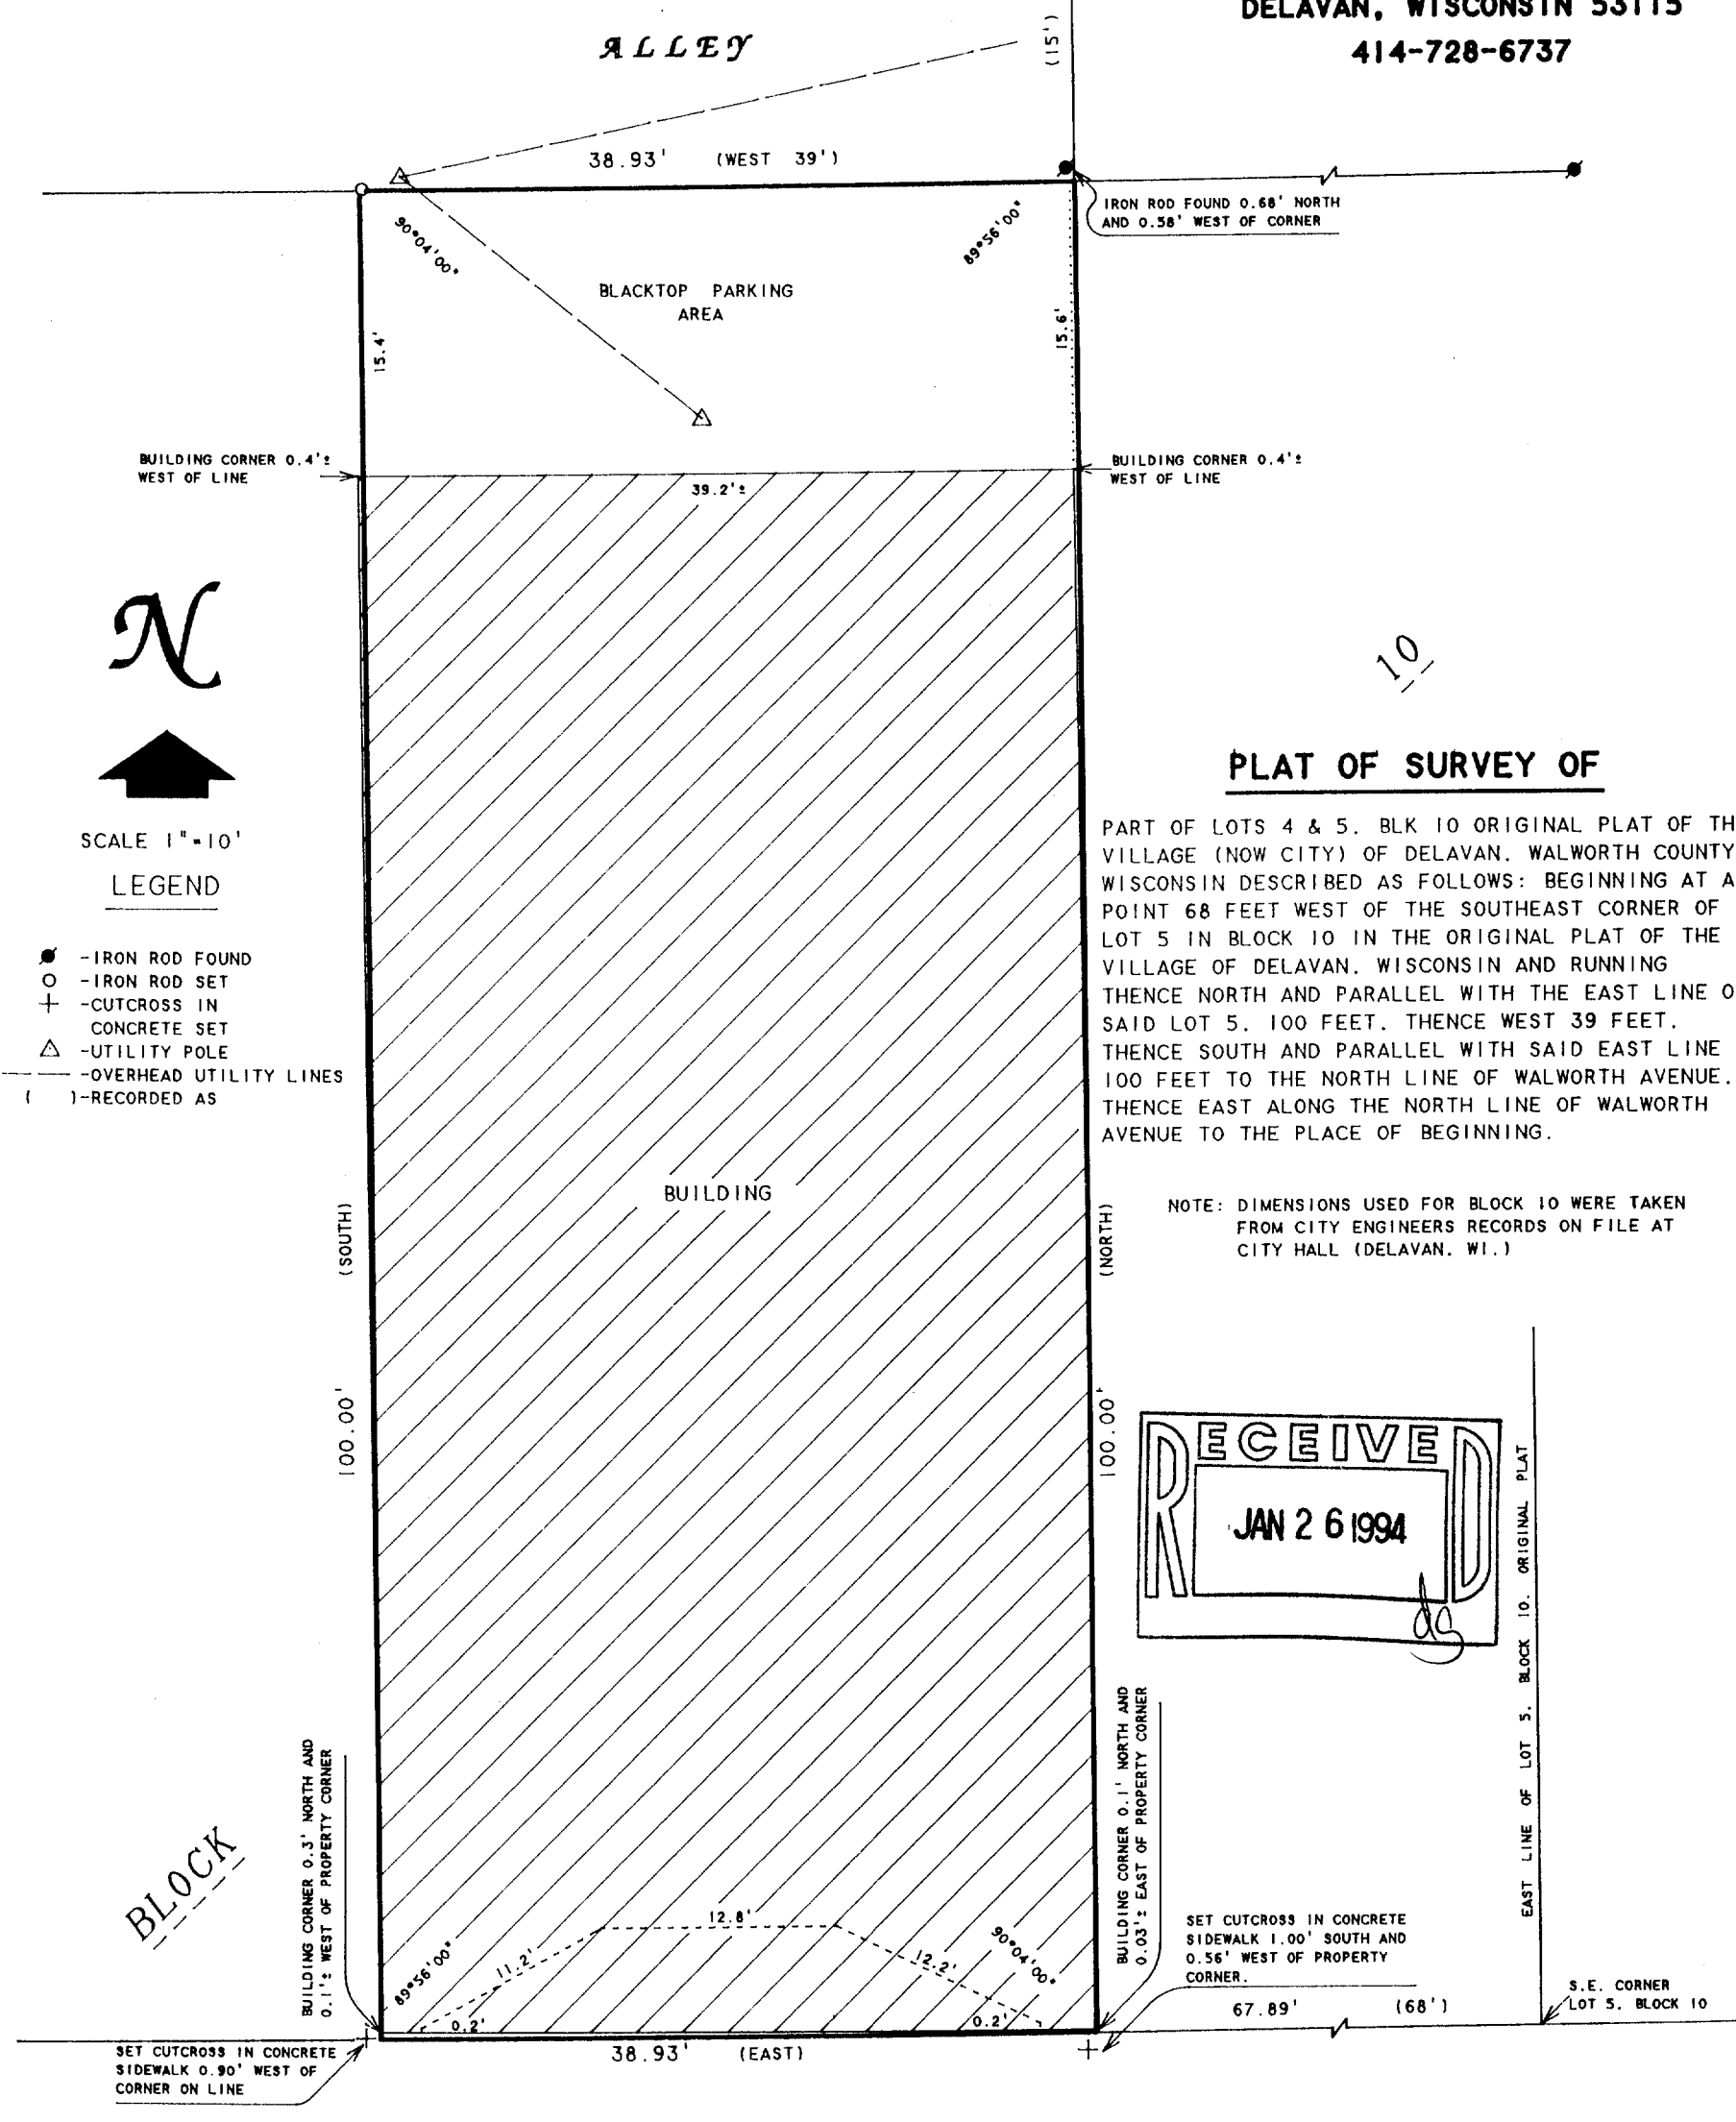 DELAVAN, WISCONSIN 53115
414-728-6737
ALLEY
(15')
38.93' (WEST 39')
IRON ROD FOUND 0.68' NORTH
AND 0.58' WEST OF CORNER
90°04'00"
89°56'00"
BLACKTOP PARKING
AREA
15.4'
15.6'
BUILDING CORNER 0.4'±
WEST OF LINE
BUILDING CORNER 0.4'±
WEST OF LINE
39.2'±
N
10
SCALE 1"=10'
LEGEND
-IRON ROD FOUND
-IRON ROD SET
-CUTCROSS IN
CONCRETE SET
-UTILITY POLE
-OVERHEAD UTILITY LINES
( )-RECORDED AS
PLAT OF SURVEY OF
PART OF LOTS 4 & 5. BLK 10 ORIGINAL PLAT OF TH
VILLAGE (NOW CITY) OF DELAVAN. WALWORTH COUNTY
WISCONSIN DESCRIBED AS FOLLOWS: BEGINNING AT A
POINT 68 FEET WEST OF THE SOUTHEAST CORNER OF
LOT 5 IN BLOCK 10 IN THE ORIGINAL PLAT OF THE
VILLAGE OF DELAVAN. WISCONSIN AND RUNNING
THENCE NORTH AND PARALLEL WITH THE EAST LINE O
SAID LOT 5. 100 FEET. THENCE WEST 39 FEET.
THENCE SOUTH AND PARALLEL WITH SAID EAST LINE
100 FEET TO THE NORTH LINE OF WALWORTH AVENUE.
THENCE EAST ALONG THE NORTH LINE OF WALWORTH
AVENUE TO THE PLACE OF BEGINNING.
NOTE: DIMENSIONS USED FOR BLOCK 10 WERE TAKEN
FROM CITY ENGINEERS RECORDS ON FILE AT
CITY HALL (DELAVAN. WI.)
BUILDING
(SOUTH)
100.00'
(NORTH)
100.00'
RECEIVED
JAN 26 1994
ds
EAST LINE OF LOT 5. BLOCK 10. ORIGINAL PLAT
BLOCK
BUILDING CORNER 0.3' NORTH AND
0.1'± WEST OF PROPERTY CORNER
BUILDING CORNER 0.1' NORTH AND
0.03'± EAST OF PROPERTY CORNER
89°56'00"
11.2'
12.8'
12.2'
90°04'00"
0.2'
0.2'
SET CUTCROSS IN CONCRETE
SIDEWALK 1.00' SOUTH AND
0.56' WEST OF PROPERTY
CORNER.
67.89' (68')
S.E. CORNER
LOT 5. BLOCK 10
SET CUTCROSS IN CONCRETE
SIDEWALK 0.90' WEST OF
CORNER ON LINE
38.93' (EAST)